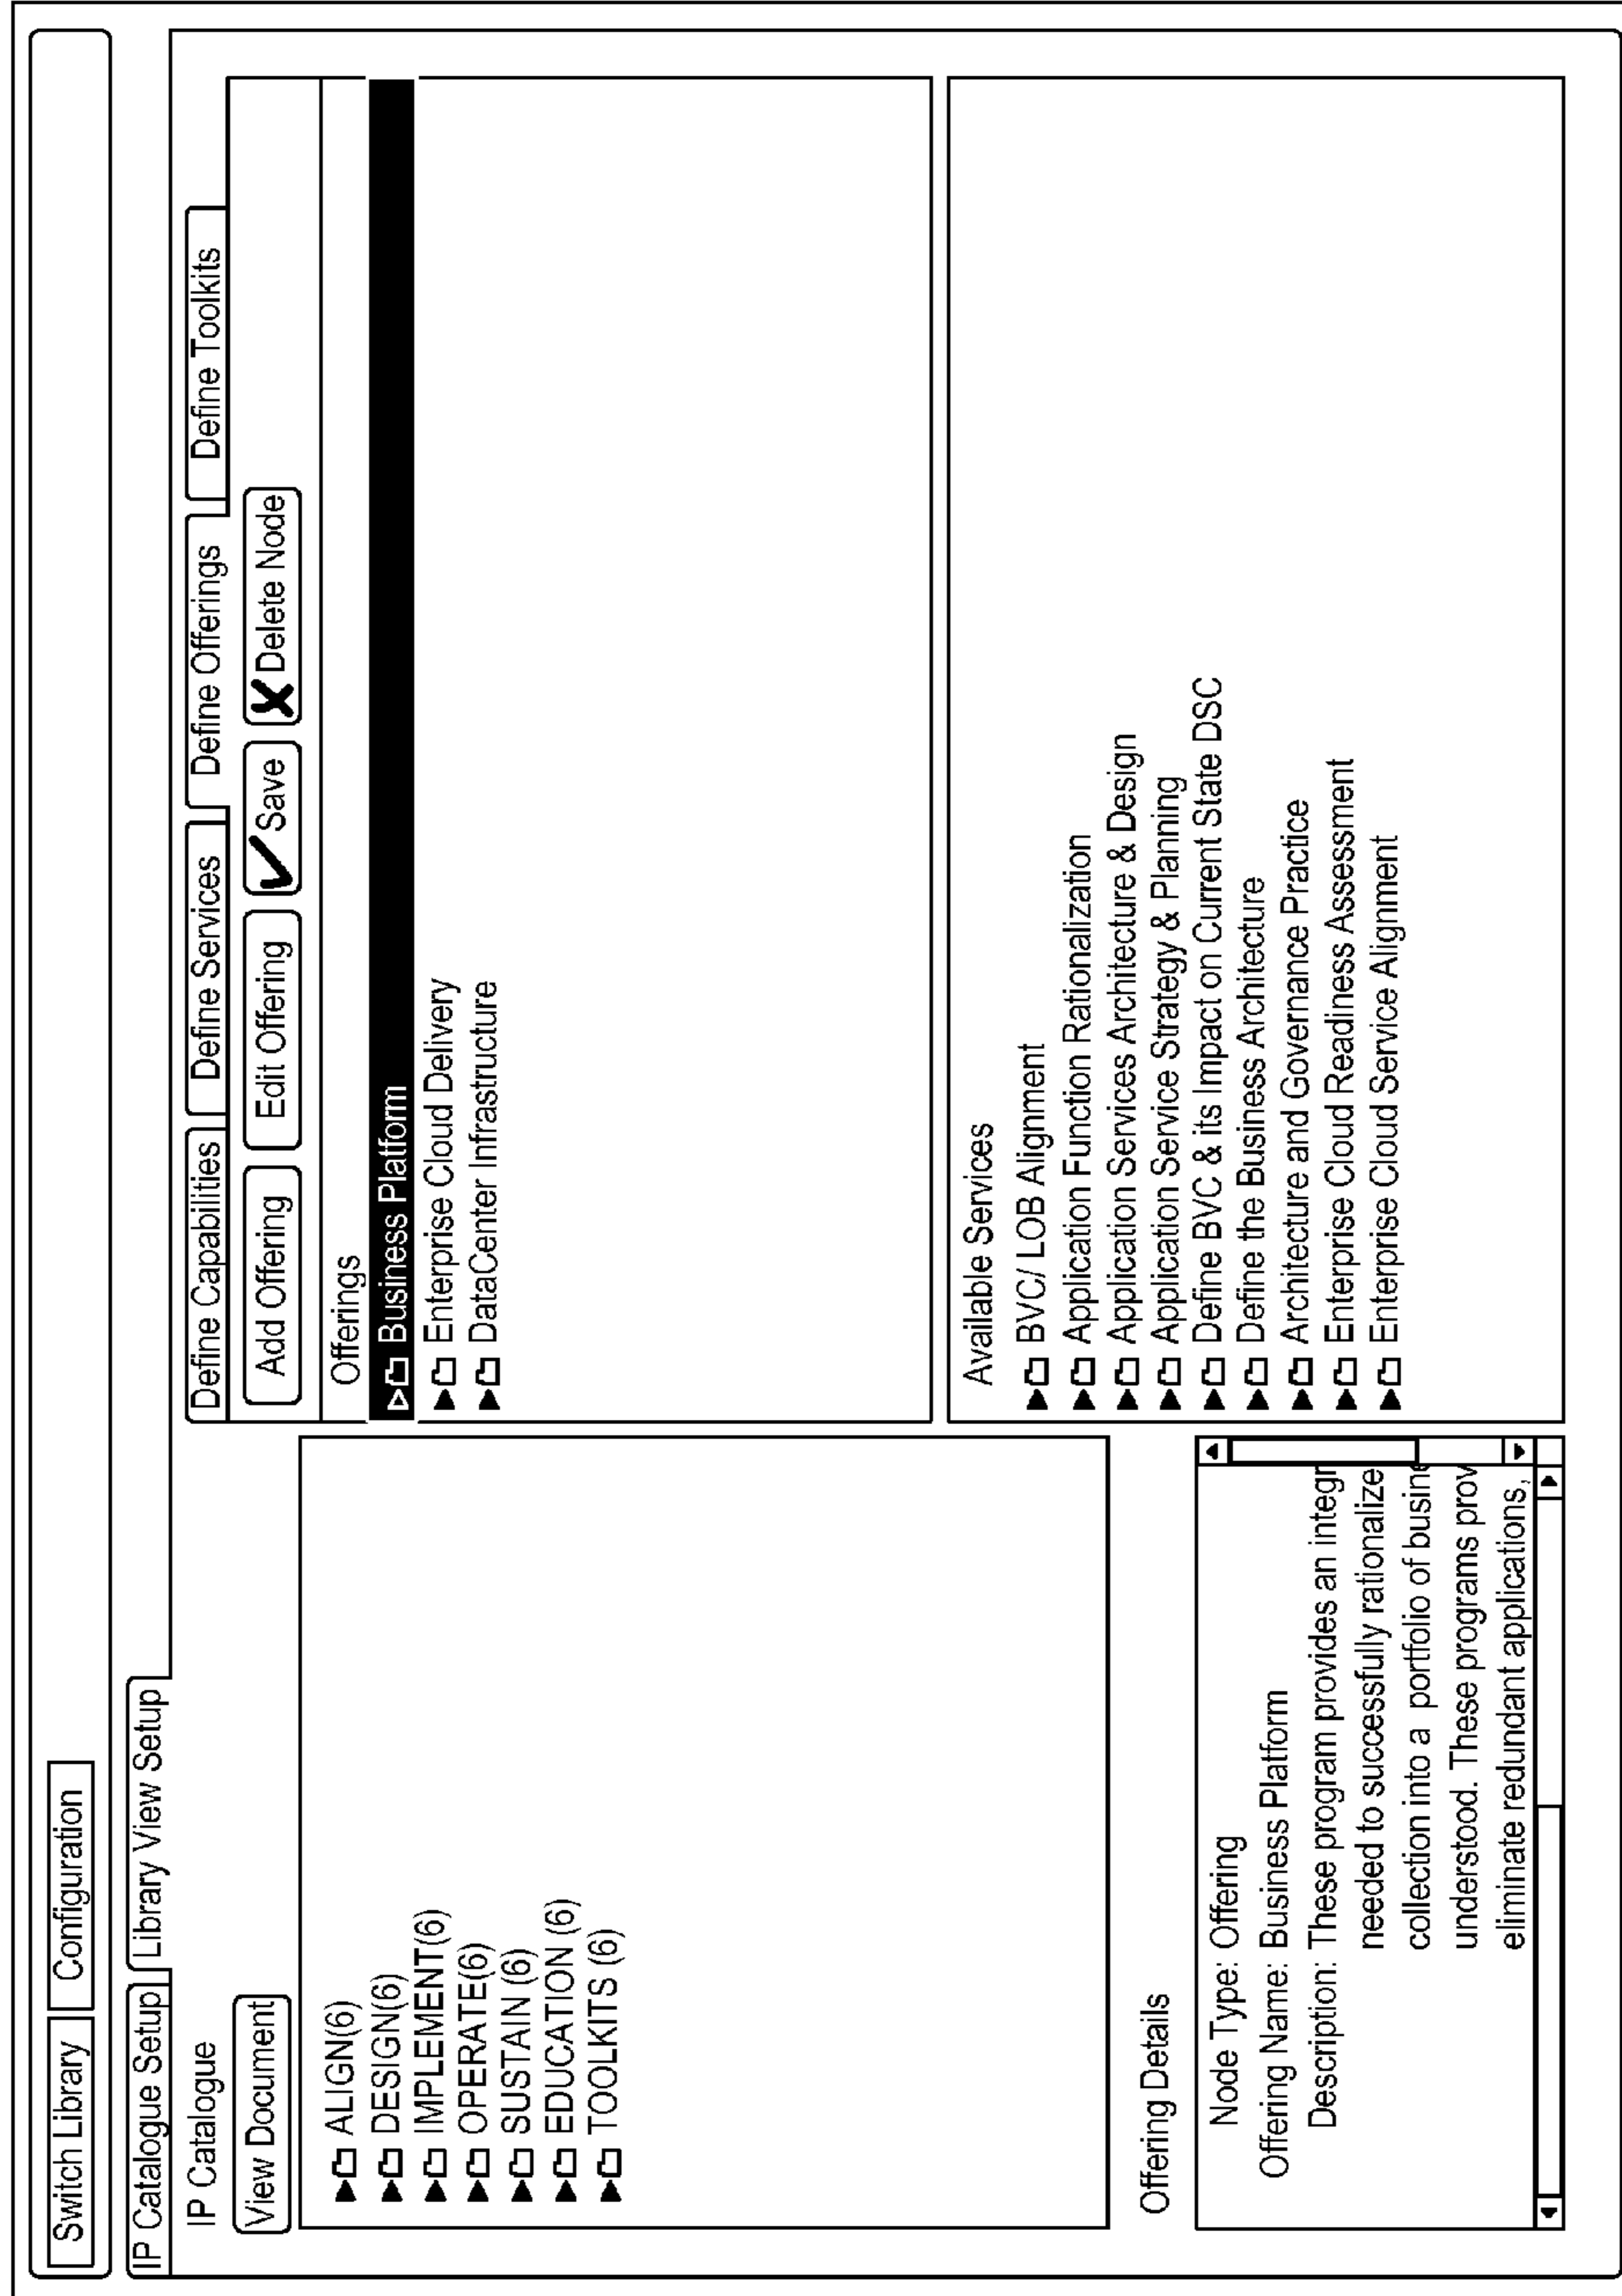 Switch Library Configuration
IP Catalogue Setup Library View Setup
IP Catalogue
View Document
ALIGN(6)
DESIGN(6)
IMPLEMENT(6)
OPERATE(6)
SUSTAIN (6)
EDUCATION (6)
TOOLKITS (6)
Offering Details
Node Type: Offering
Offering Name: Business Platform
Description: These program provides an integr
needed to successfully rationalize
collection into a portfolio of busine
understood. These programs prov
eliminate redundant applications,
Define Capabilities Define Services Define Offerings Define Toolkits
Add Offering Edit Offering Save Delete Node
Offerings
Business Platform
Enterprise Cloud Delivery
DataCenter Infrastructure
Available Services
BVC/ LOB Alignment
Application Function Rationalization
Application Services Architecture & Design
Application Service Strategy & Planning
Define BVC & its Impact on Current State DSC
Define the Business Architecture
Architecture and Governance Practice
Enterprise Cloud Readiness Assessment
Enterprise Cloud Service Alignment